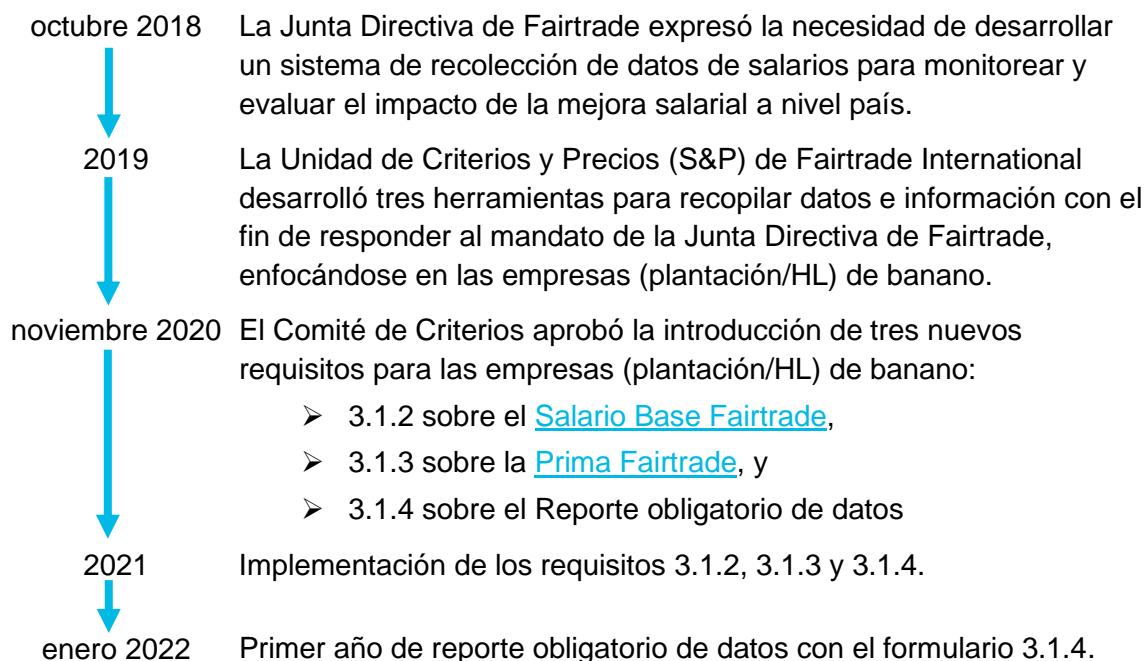 octubre 2018 La Junta Directiva de Fairtrade expresó la necesidad de desarrollar
un sistema de recolección de datos de salarios para monitorear y
evaluar el impacto de la mejora salarial a nivel país.
2019 La Unidad de Criterios y Precios (S&P) de Fairtrade International
desarrolló tres herramientas para recopilar datos e información con el
fin de responder al mandato de la Junta Directiva de Fairtrade,
enfocándose en las empresas (plantación/HL) de banano.
noviembre 2020 El Comité de Criterios aprobó la introducción de tres nuevos
requisitos para las empresas (plantación/HL) de banano:
➢ 3.1.2 sobre el Salario Base Fairtrade,
➢ 3.1.3 sobre la Prima Fairtrade, y
➢ 3.1.4 sobre el Reporte obligatorio de datos
2021 Implementación de los requisitos 3.1.2, 3.1.3 y 3.1.4.
enero 2022 Primer año de reporte obligatorio de datos con el formulario 3.1.4.